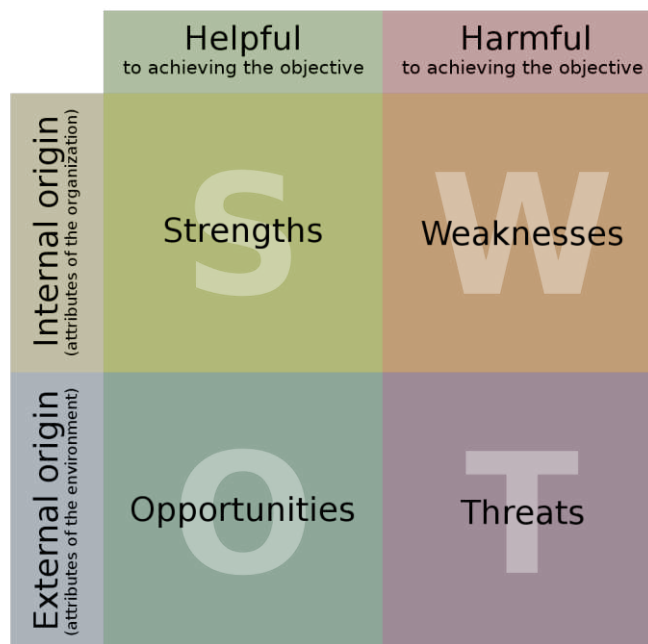 Helpful
to achieving the objective
Harmful
to achieving the objective
Internal origin
(attributes of the organization)
S
Strengths
W
Weaknesses
External origin
(attributes of the environment)
O
Opportunities
T
Threats